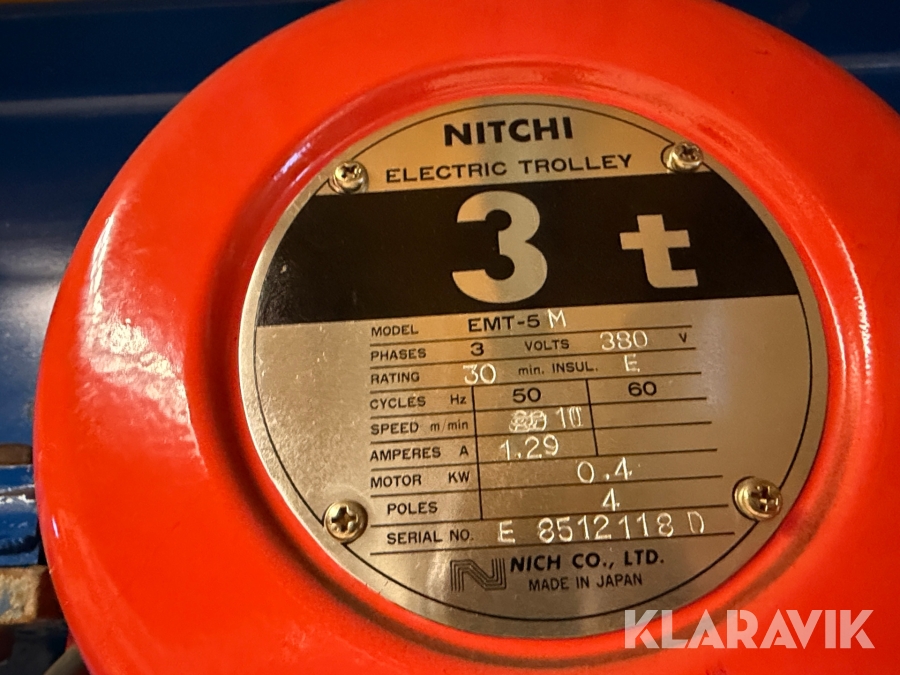 NITCHI
ELECTRIC TROLLEY
3 t
MODEL EMT-5 M
PHASES 3 VOLTS 380 V
RATING 30 min. INSUL. E
CYCLES Hz 50 60
SPEED m/min 10
AMPERES A 1.29
MOTOR KW 0.4
POLES 4
SERIAL NO. E 8512118 D
NICH CO., LTD.
MADE IN JAPAN
KLARAVIK